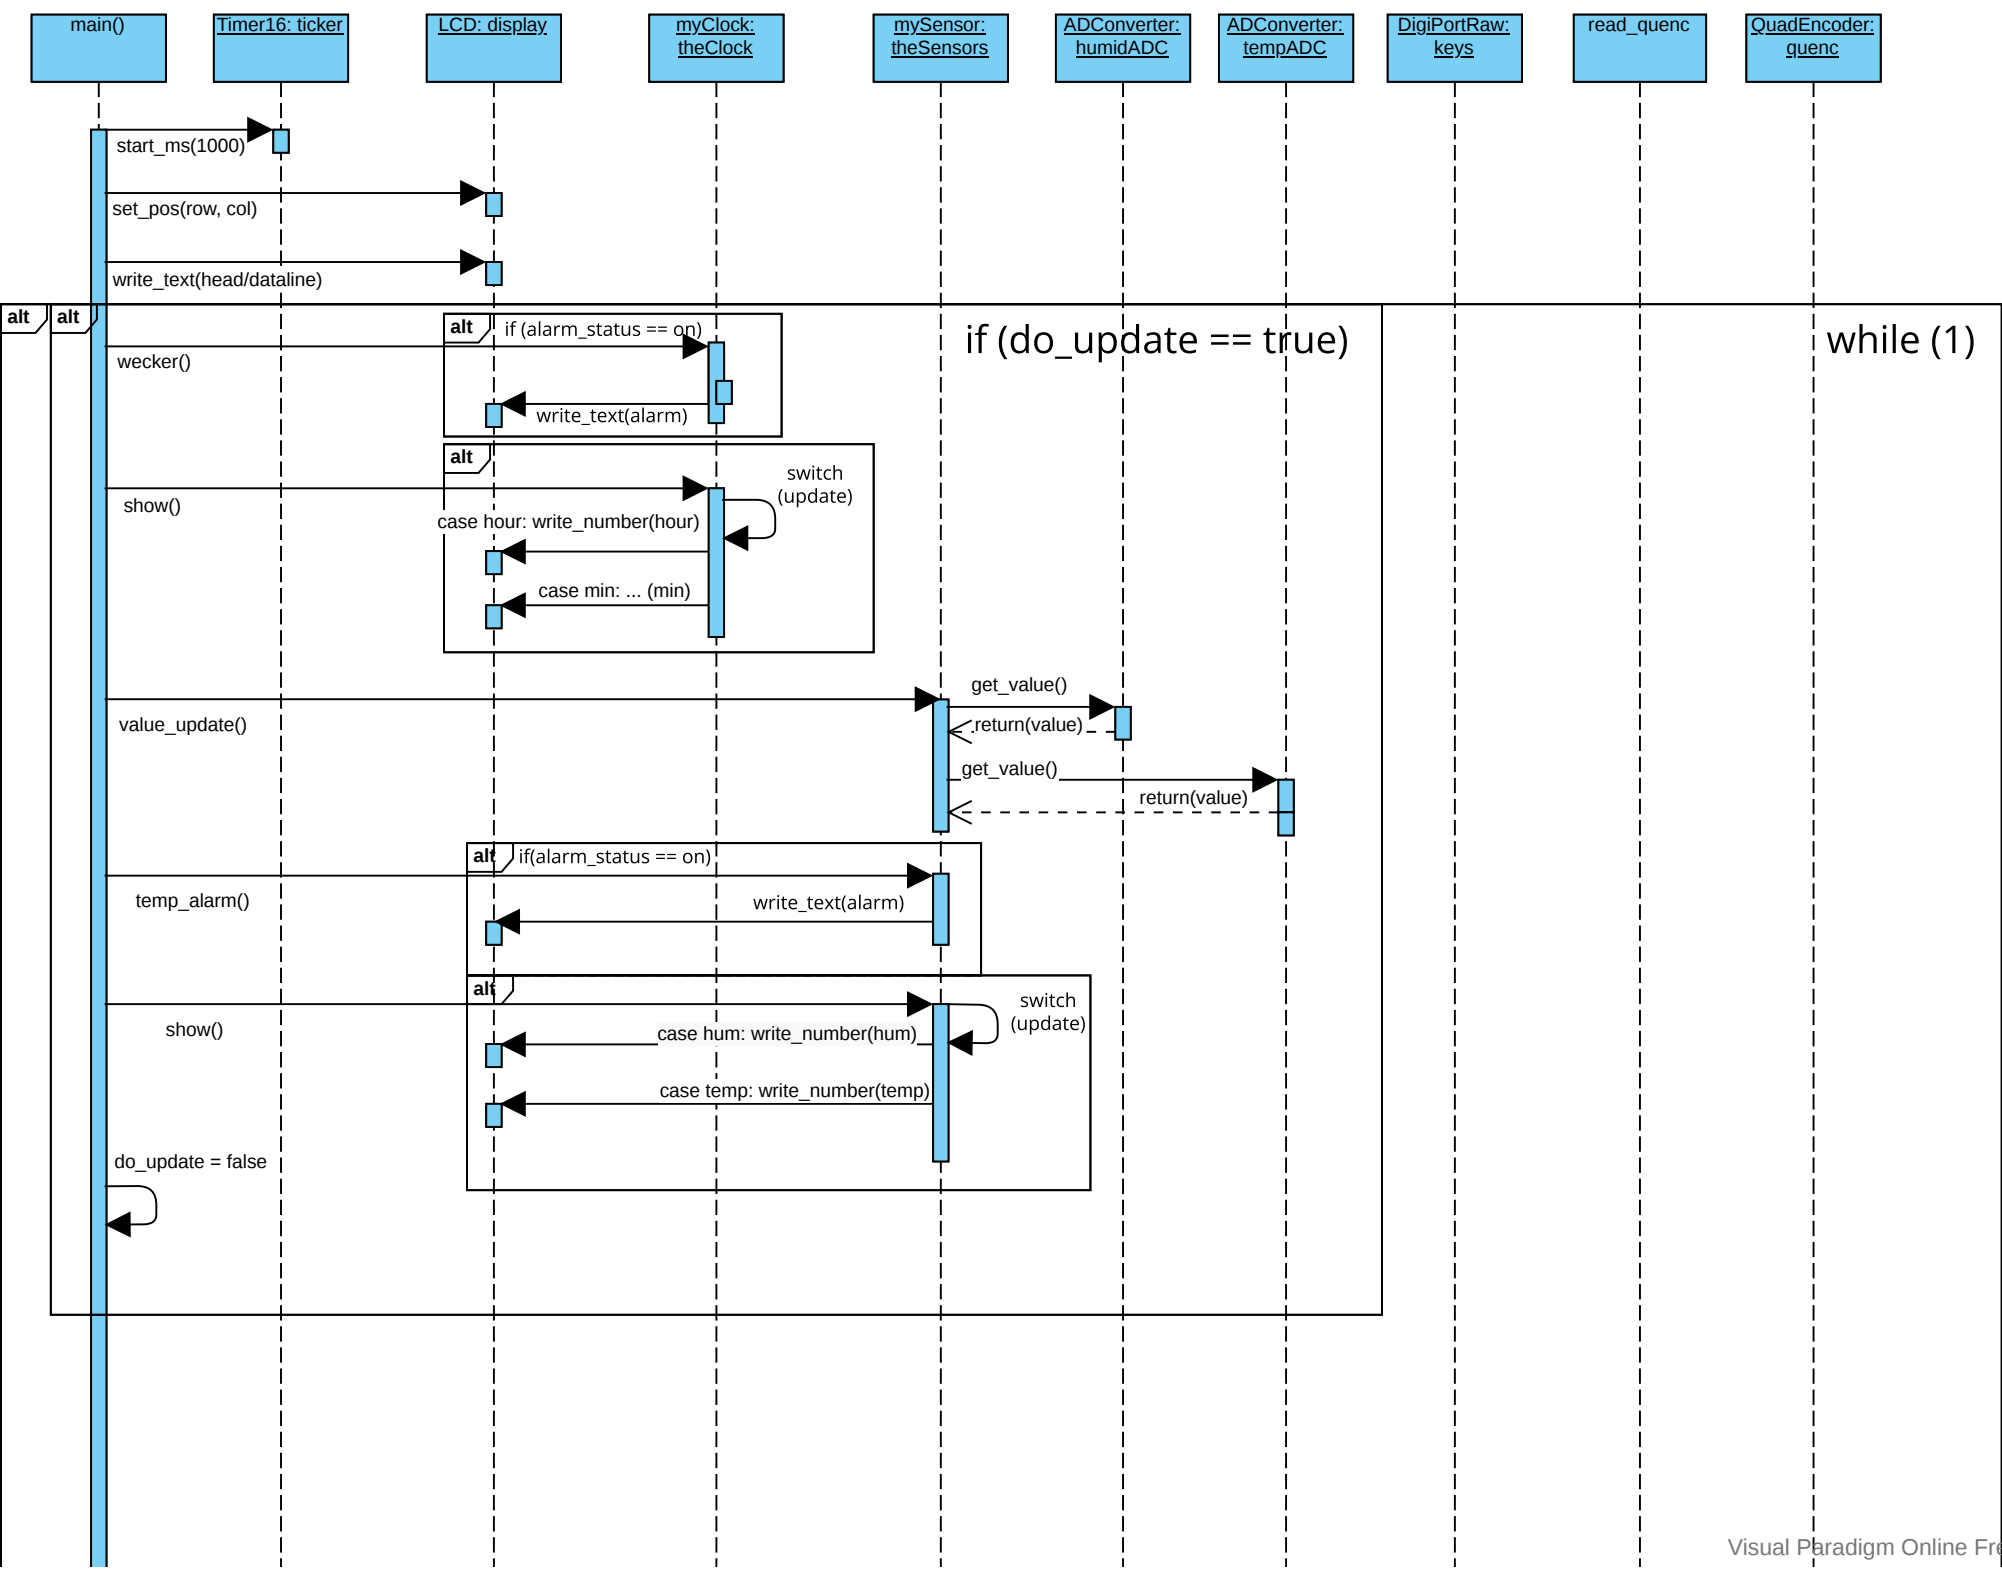 main()
Timer16: ticker
LCD: display
myClock:
theClock
mySensor:
theSensors
ADConverter:
humidADC
ADConverter:
tempADC
DigiPortRaw:
keys
read_quenc
QuadEncoder:
quenc
start_ms(1000)
set_pos(row, col)
write_text(head/dataline)
alt
alt
if (do_update == true)
while (1)
alt
if (alarm_status == on)
wecker()
write_text(alarm)
alt
switch
(update)
show()
case hour: write_number(hour)
case min: ... (min)
get_value()
value_update()
return(value)
get_value()
return(value)
alt
if(alarm_status == on)
temp_alarm()
write_text(alarm)
alt
switch
(update)
show()
case hum: write_number(hum)
case temp: write_number(temp)
do_update = false
Visual Paradigm Online Fre